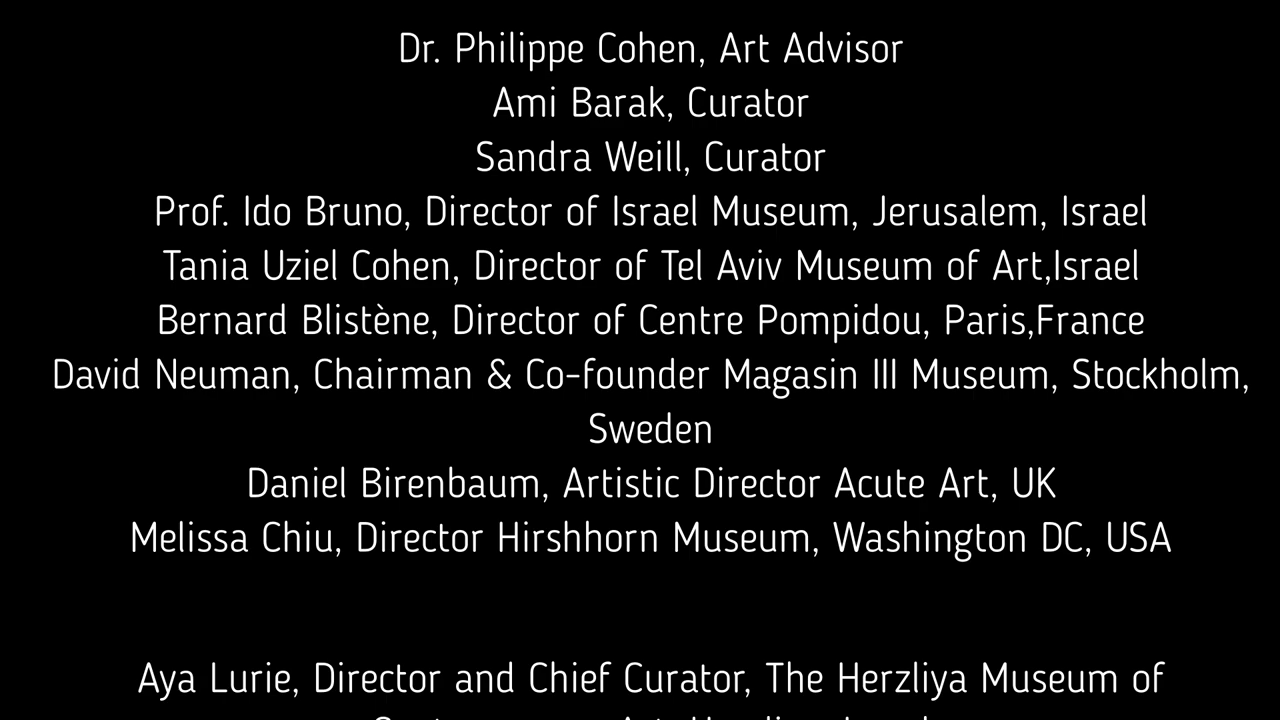 Dr. Philippe Cohen, Art Advisor
Ami Barak, Curator
Sandra Weill, Curator
Prof. Ido Bruno, Director of Israel Museum, Jerusalem, Israel
Tania Uziel Cohen, Director of Tel Aviv Museum of Art,Israel
Bernard Blistène, Director of Centre Pompidou, Paris,France
David Neuman, Chairman & Co-founder Magasin III Museum, Stockholm,
Sweden
Daniel Birenbaum, Artistic Director Acute Art, UK
Melissa Chiu, Director Hirshhorn Museum, Washington DC, USA
Aya Lurie, Director and Chief Curator, The Herzliya Museum of